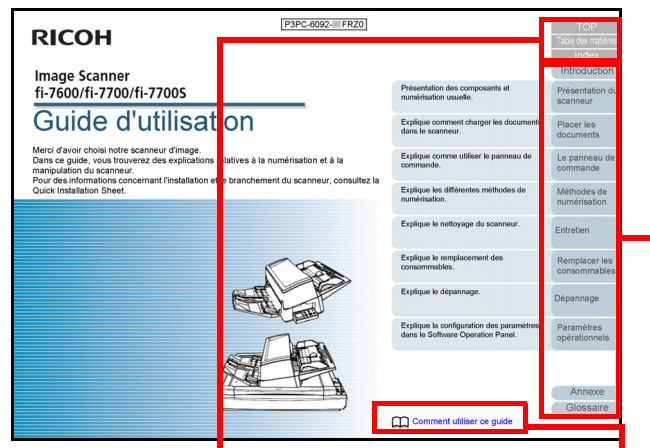 P3PC-6092- FRZ0
RICOH
Image Scanner
fi-7600/fi-7700/fi-7700S
Guide d'utilisation
Merci d'avoir choisi notre scanneur d'image.
Dans ce guide, vous trouverez des explications relatives à la numérisation et à la
manipulation du scanneur.
Pour des informations concernant l'installation et le branchement du scanneur, consultez la
Quick Installation Sheet.
TOP
Table des matières
Index
Introduction
Présentation des composants et
numérisation usuelle.
Présentation du
scanneur
Explique comment charger les documents
dans le scanneur.
Placer les
documents
Explique comme utiliser le panneau de
commande.
Le panneau de
commande
Explique les différentes méthodes de
numérisation.
Méthodes de
numérisation
Explique le nettoyage du scanneur.
Entretien
Explique le remplacement des
consommables.
Remplacer les
consommables
Explique le dépannage.
Dépannage
Explique la configuration des paramètres
dans le Software Operation Panel.
Paramètres
opérationnels
Annexe
Glossaire
Comment utiliser ce guide